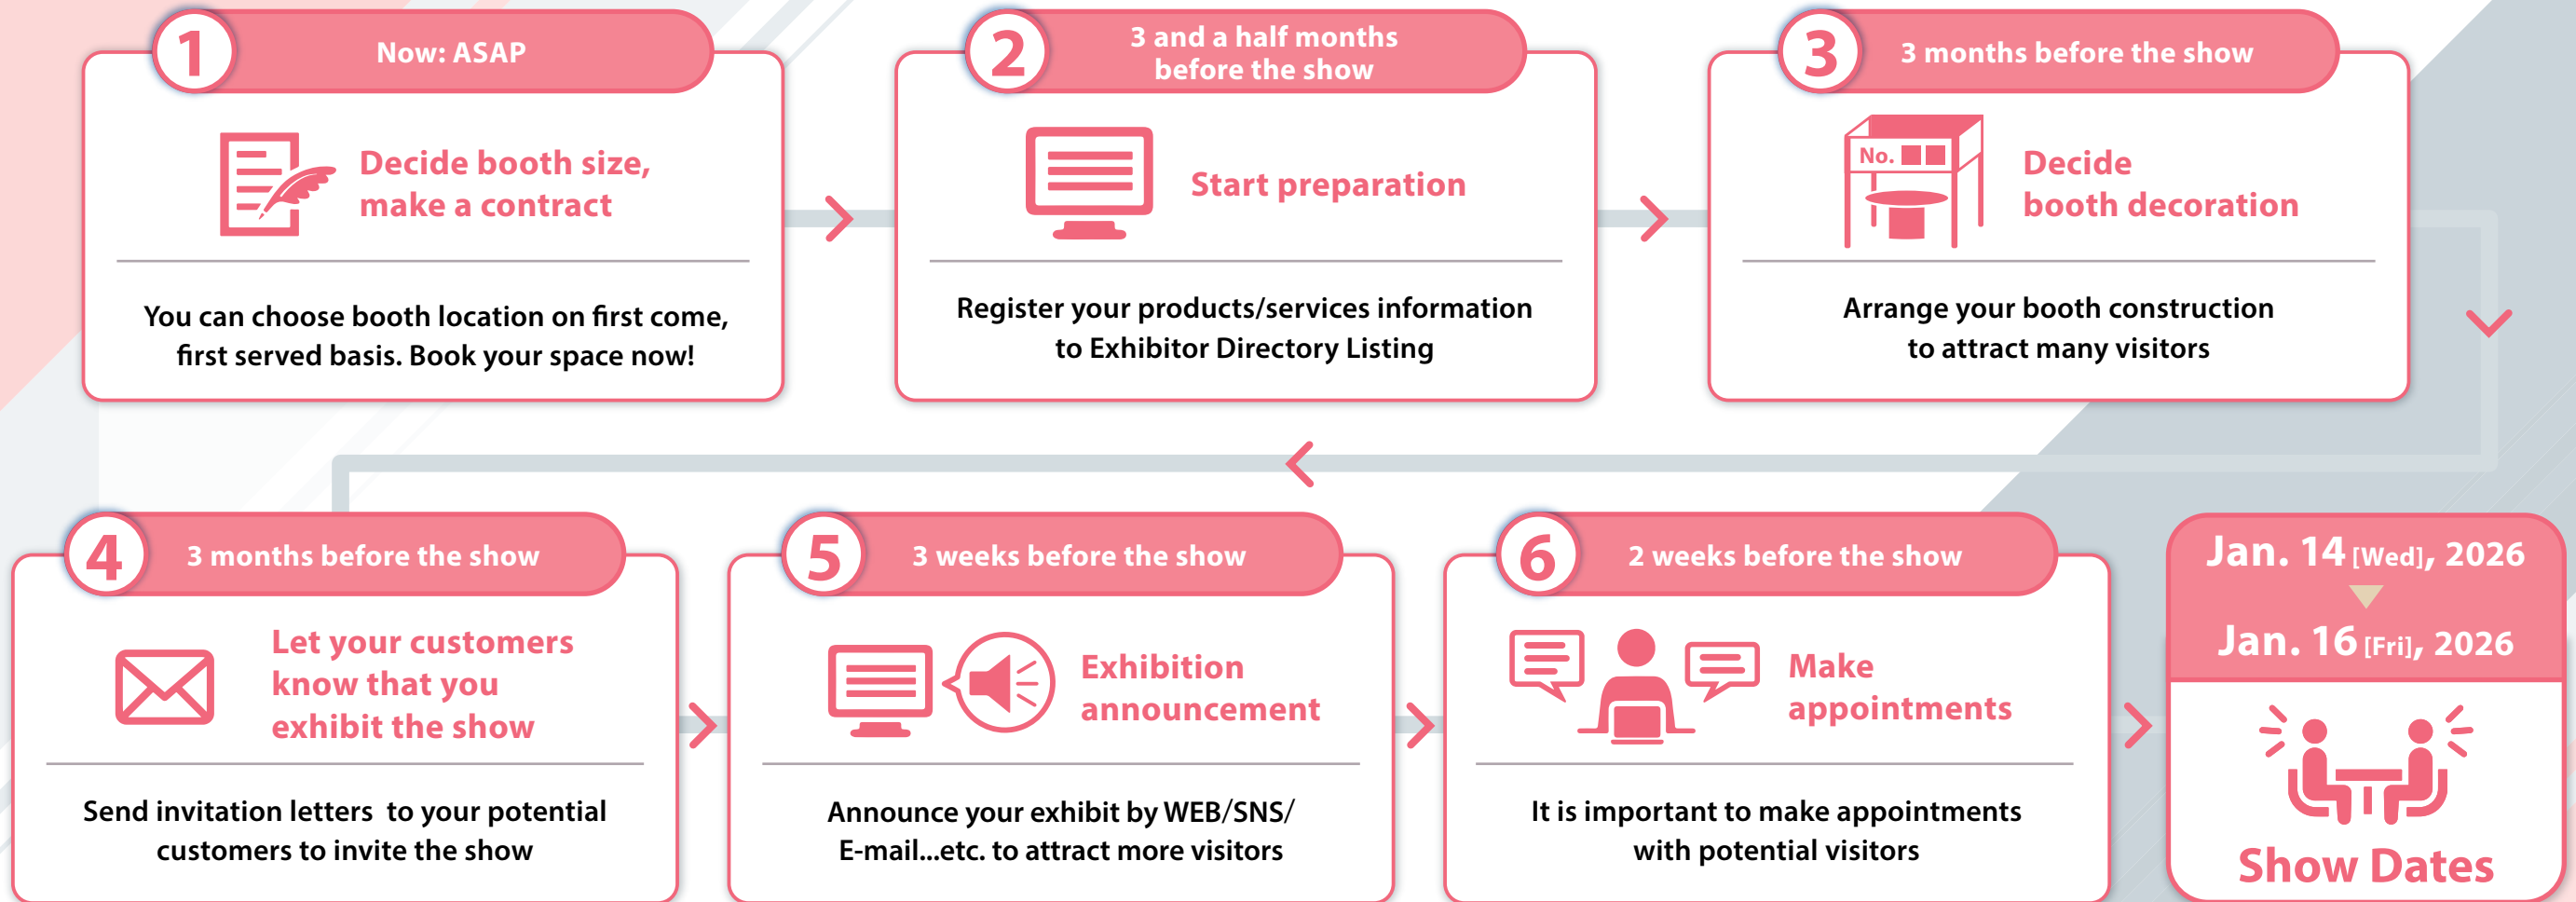 1
Now: ASAP
Decide booth size,
make a contract
You can choose booth location on first come,
first served basis. Book your space now!
2
3 and a half months
before the show
Start preparation
Register your products/services information
to Exhibitor Directory Listing
3
3 months before the show
No.
Decide
booth decoration
Arrange your booth construction
to attract many visitors
4
3 months before the show
Let your customers
know that you
exhibit the show
Send invitation letters  to your potential
customers to invite the show
5
3 weeks before the show
Exhibition
announcement
Announce your exhibit by WEB/SNS/
E-mail...etc. to attract more visitors
6
2 weeks before the show
Make
appointments
It is important to make appointments
with potential visitors
Jan. 14 [Wed], 2026
Jan. 16 [Fri], 2026
Show Dates